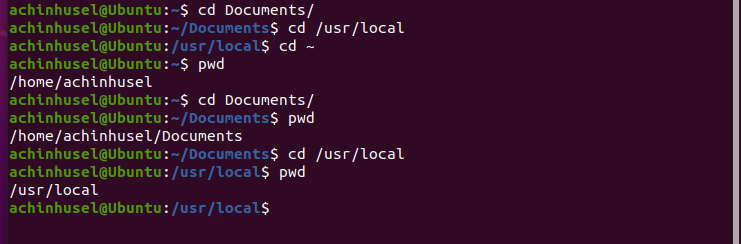 achinhusel@Ubuntu:~$ cd Documents/
achinhusel@Ubuntu:~/Documents$ cd /usr/local
achinhusel@Ubuntu:/usr/local$ cd ~
achinhusel@Ubuntu:~$ pwd
/home/achinhusel
achinhusel@Ubuntu:~$ cd Documents/
achinhusel@Ubuntu:~/Documents$ pwd
/home/achinhusel/Documents
achinhusel@Ubuntu:~/Documents$ cd /usr/local
achinhusel@Ubuntu:/usr/local$ pwd
/usr/local
achinhusel@Ubuntu:/usr/local$